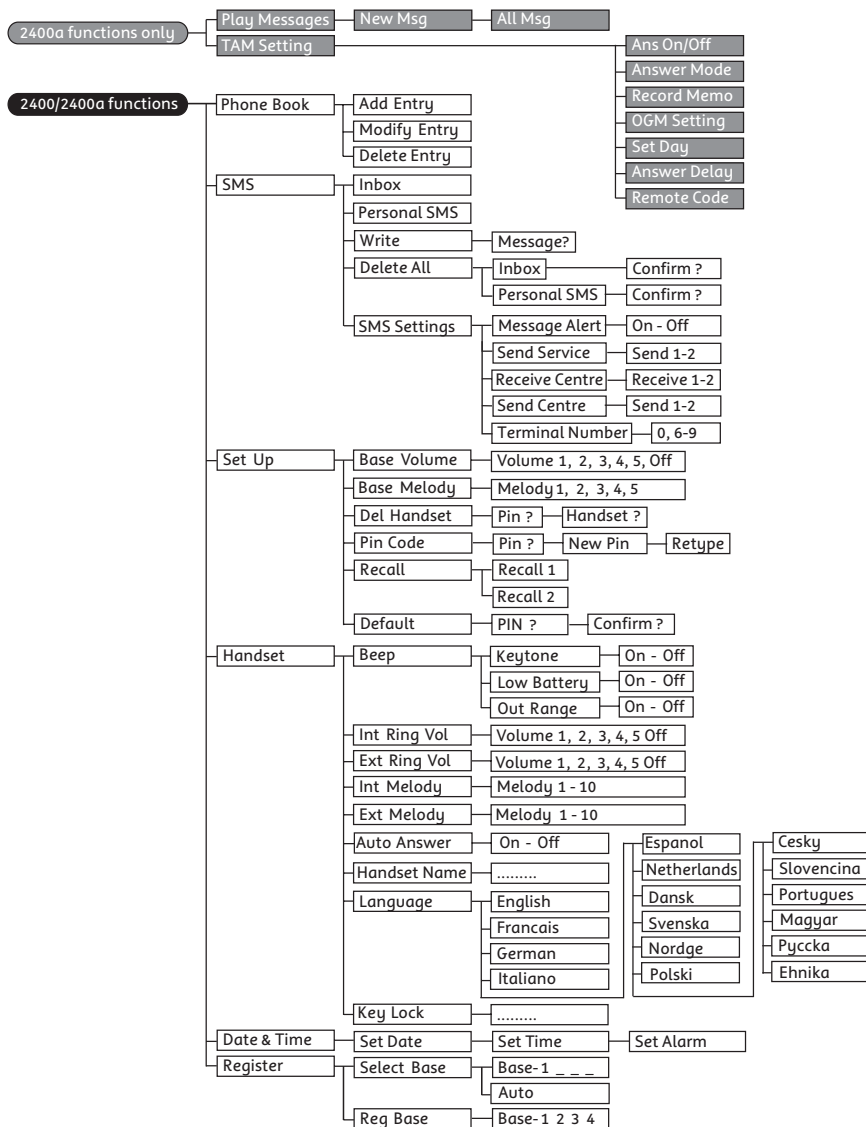 Play Messages New Msg All Msg
2400a functions only
TAM Setting Ans On/Off
Answer Mode
2400/2400a functions Phone Book Add Entry Record Memo
Modify Entry OGM Setting
Delete Entry Set Day
Answer Delay
SMS Inbox Remote Code
Personal SMS
Write Message?
Delete All Inbox Confirm ?
Personal SMS Confirm ?
SMS Settings Message Alert On - Off
Send Service Send 1-2
Receive Centre Receive 1-2
Send Centre Send 1-2
Terminal Number 0, 6-9
Set Up Base Volume Volume 1, 2, 3, 4, 5, Off
Base Melody Melody 1, 2, 3, 4, 5
Del Handset Pin ? Handset ?
Pin Code Pin ? New Pin Retype
Recall Recall 1
Recall 2
Default PIN ? Confirm ?
Handset Beep Keytone On - Off
Low Battery On - Off
Out Range On - Off
Int Ring Vol Volume 1, 2, 3, 4, 5 Off
Ext Ring Vol Volume 1, 2, 3, 4, 5 Off
Int Melody Melody 1 - 10
Ext Melody Melody 1 - 10
Auto Answer On - Off Espanol Cesky
Handset Name ......... Netherlands Slovencina
Language English Dansk Portugues
Francais Svenska Magyar
German Nordge Pyccka
Italiano Polski Ehnika
Key Lock .........
Date & Time Set Date Set Time Set Alarm
Register Select Base Base- 1 _ _ _
Auto
Reg Base Base- 1 2 3 4